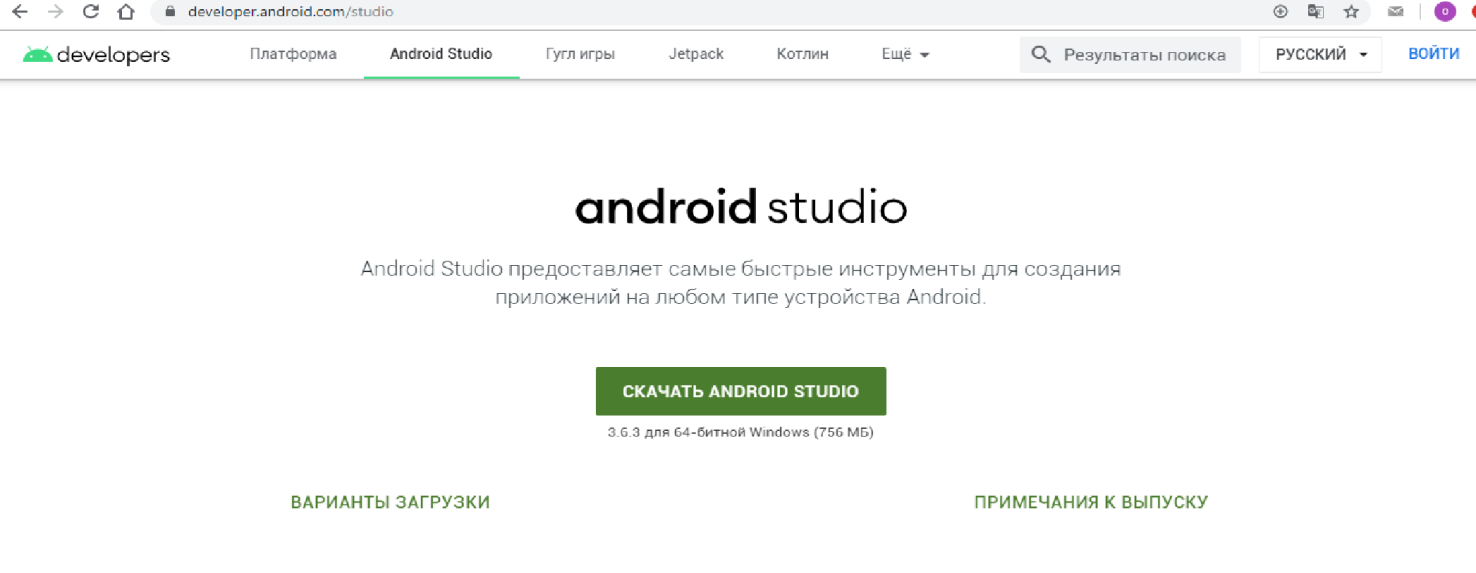 developer.android.com/studio
developers Платформа Android Studio Гугл игры Jetpack Котлин Ещё Результаты поиска РУССКИЙ ВОЙТИ
android studio
Android Studio предоставляет самые быстрые инструменты для создания
приложений на любом типе устройства Android.
СКАЧАТЬ ANDROID STUDIO
3.6.3 для 64-битной Windows (756 МБ)
ВАРИАНТЫ ЗАГРУЗКИ ПРИМЕЧАНИЯ К ВЫПУСКУ